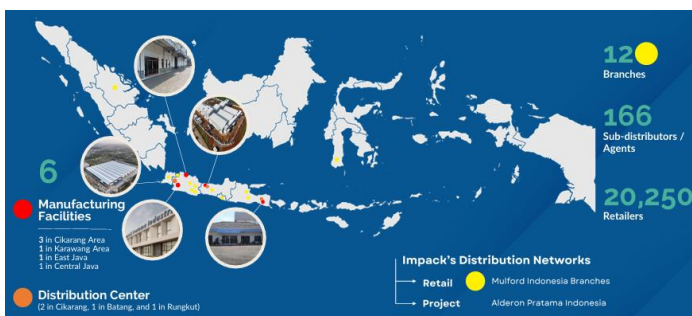 12
Branches
166
Sub-distributors /
Agents
20,250
Retailers
6
Manufacturing
Facilities
3 in Cikarang Area
1 in Karawang Area
1 in East Java
1 in Central Java
Distribution Center
(2 in Cikarang, 1 in Batang, and 1 in Rungkut)
Impack's Distribution Networks
Retail Mulford Indonesia Branches
Project Alderon Pratama Indonesia